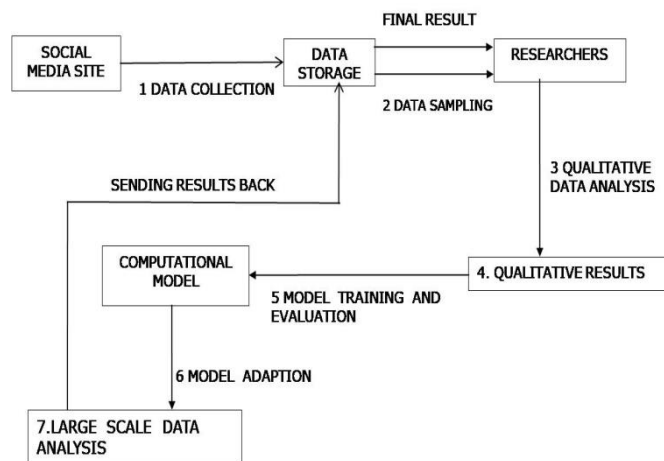 FINAL RESULT
SOCIAL
MEDIA SITE
DATA
STORAGE
RESEARCHERS
1 DATA COLLECTION
2 DATA SAMPLING
3 QUALITATIVE
DATA ANALYSIS
SENDING RESULTS BACK
COMPUTATIONAL
MODEL
4. QUALITATIVE RESULTS
5 MODEL TRAINING AND
EVALUATION
6 MODEL ADAPTION
7.LARGE SCALE DATA
ANALYSIS